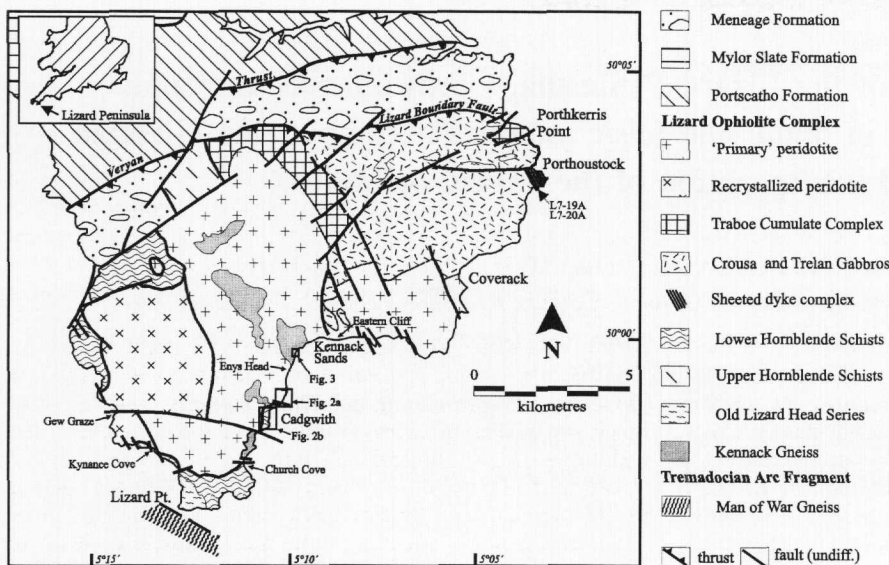 Lizard Peninsula
Thrust
Veryan
Lizard Boundary Fault
Porthkerris
Point
Porthoustock
L7-19A
L7-20A
Coverack
Eastern Cliff
Kennack
Sands
Enys Head
Fig. 3
Fig. 2a
Cadgwith
Fig. 2b
Gew Graze
Kynance Cove
Church Cove
Lizard Pt.
N
0 5
kilometres
50°05'
50°00'
5°15' 5°10' 5°05'
Meneage Formation
Mylor Slate Formation
Portscatho Formation
Lizard Ophiolite Complex
'Primary' peridotite
Recrystallized peridotite
Traboe Cumulate Complex
Crousa and Trelan Gabbros
Sheeted dyke complex
Lower Hornblende Schists
Upper Hornblende Schists
Old Lizard Head Series
Kennack Gneiss
Tremadocian Arc Fragment
Man of War Gneiss
thrust fault (undiff.)